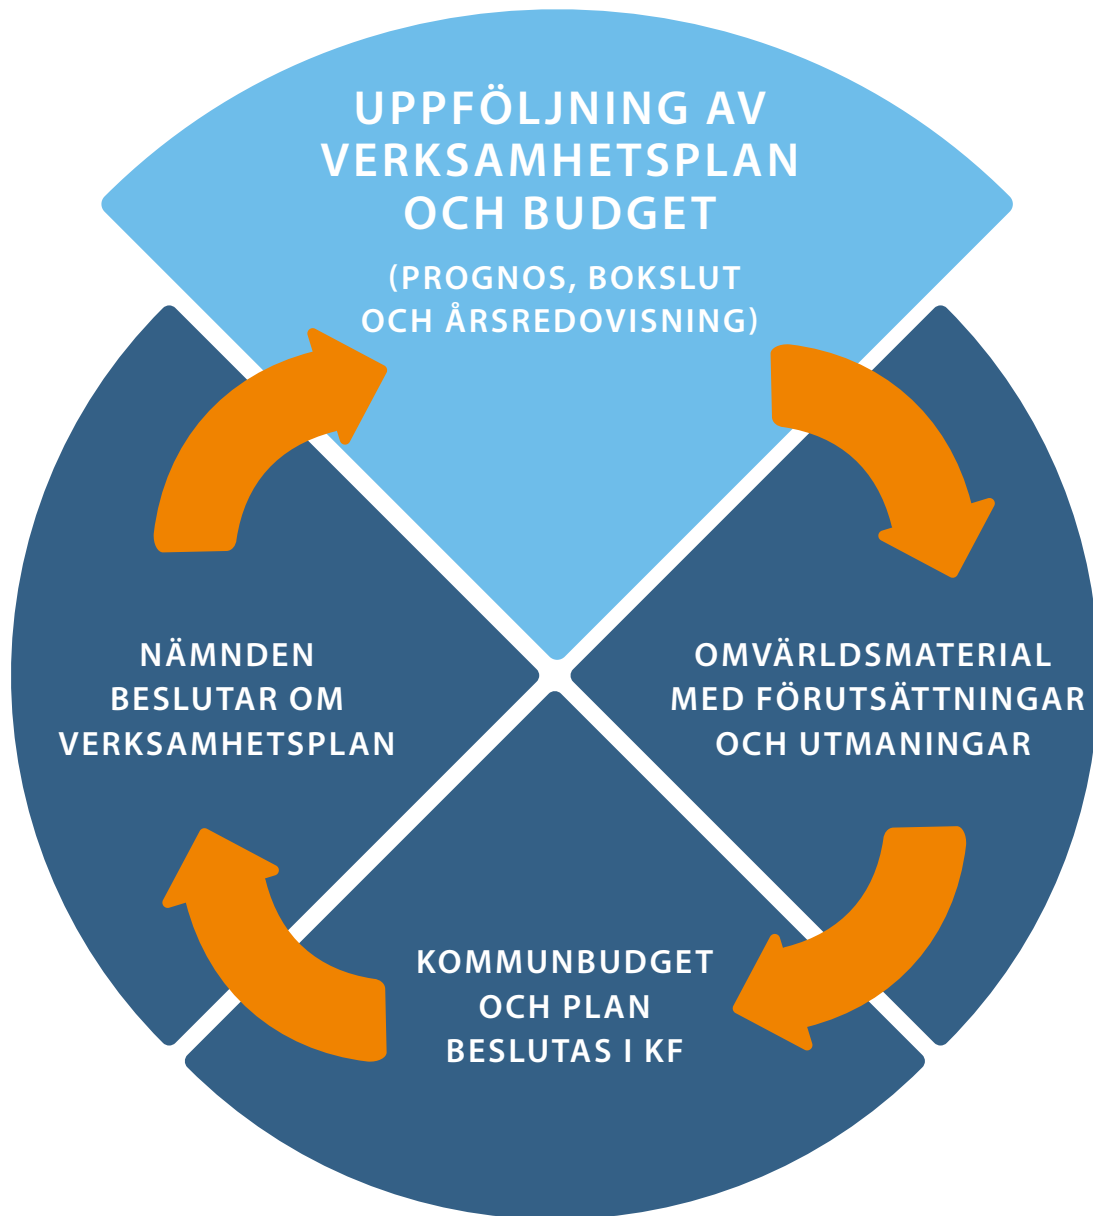 UPPFÖLJNING AV
VERKSAMHETSPLAN
OCH BUDGET
(PROGNOS, BOKSLUT
OCH ÅRSREDOVISNING)
OMVÄRLDSMATERIAL
MED FÖRUTSÄTTNINGAR
OCH UTMANINGAR
KOMMUNBUDGET
OCH PLAN
BESLUTAS I KF
NÄMNDEN
BESLUTAR OM
VERKSAMHETSPLAN